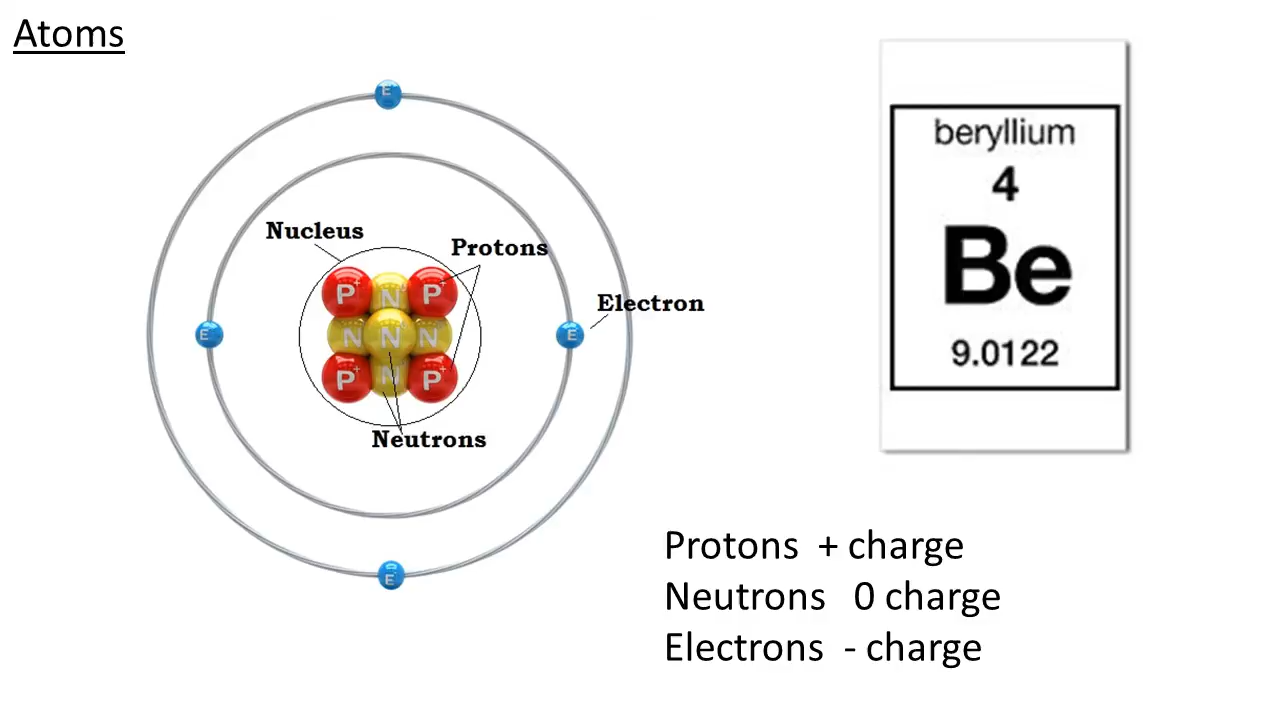 Atoms
E⁻
Nucleus
Protons
P⁺ N° P⁺
Electron
E⁻ N N° N E⁻
P⁺ N P⁺
Neutrons
E⁻
beryllium
4
Be
9.0122
Protons + charge
Neutrons 0 charge
Electrons - charge